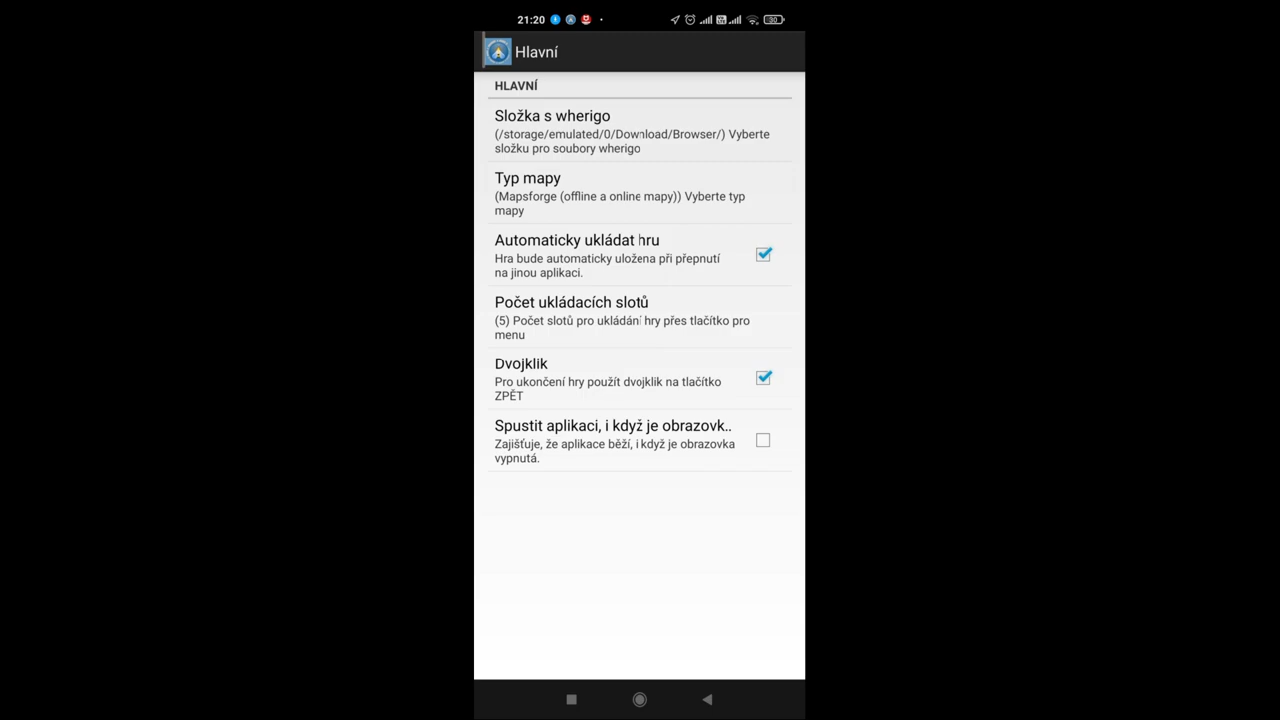 21:20
30
Hlavní
HLAVNÍ
Složka s wherigo
(/storage/emulated/0/Download/Browser/) Vyberte
složku pro soubory wherigo
Typ mapy
(Mapsforge (offline a online mapy)) Vyberte typ
mapy
Automaticky ukládat hru
Hra bude automaticky uložena při přepnutí
na jinou aplikaci.
Počet ukládacích slotů
(5) Počet slotů pro ukládání hry přes tlačítko pro
menu
Dvojklik
Pro ukončení hry použít dvojklik na tlačítko
ZPĚT
Spustit aplikaci, i když je obrazovk..
Zajišťuje, že aplikace běží, i když je obrazovka
vypnutá.